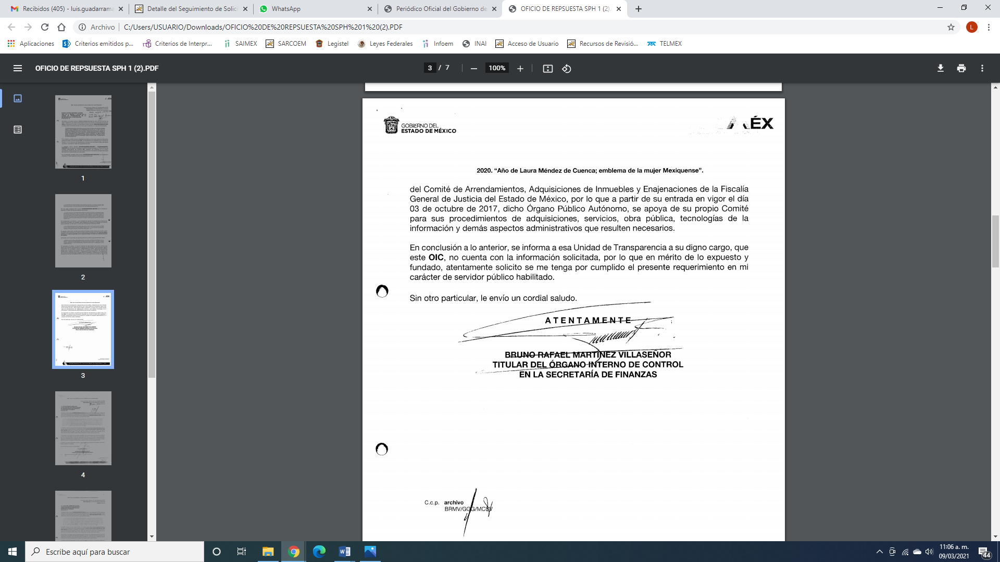 Recibidos (405) - luis.guadarrama
Detalle del Seguimiento de Solici
WhatsApp
Periódico Oficial del Gobierno de
OFICIO DE REPSUESTA SPH 1 (2).
Archivo
C:/Users/USUARIO/Downloads/OFICIO%20DE%20REPSUESTA%20SPH%201%20(2).PDF
L
Aplicaciones
Criterios emitidos p...
Criterios de Interpr...
SAIMEX
SARCOEM
Legistel
Leyes Federales
Infoem
INAI
Acceso de Usuario
Recursos de Revisió...
TELMEX
OFICIO DE REPSUESTA SPH 1 (2).PDF
3 / 7
100%
1
2
3
4
GOBIERNO DEL
ESTADO DE MÉXICO
ÉX
2020. “Año de Laura Méndez de Cuenca; emblema de la mujer Mexiquense”.
del Comité de Arrendamientos, Adquisiciones de Inmuebles y Enajenaciones de la Fiscalía
General de Justicia del Estado de México, por lo que a partir de su entrada en vigor el día
03 de octubre de 2017, dicho Órgano Público Autónomo, se apoya de su propio Comité
para sus procedimientos de adquisiciones, servicios, obra pública, tecnologías de la
información y demás aspectos administrativos que resulten necesarios.
En conclusión a lo anterior, se informa a esa Unidad de Transparencia a su digno cargo, que
este OIC, no cuenta con la información solicitada, por lo que en mérito de lo expuesto y
fundado, atentamente solicito se me tenga por cumplido el presente requerimiento en mi
carácter de servidor público habilitado.
Sin otro particular, le envío un cordial saludo.
A T E N T A M E N T E
BRUNO RAFAEL MARTÍNEZ VILLASEÑOR
TITULAR DEL ÓRGANO INTERNO DE CONTROL
EN LA SECRETARÍA DE FINANZAS
C.c.p. archivo
BRMV/GGG/MCSV
Escribe aquí para buscar
11:06 a. m.
09/03/2021
44